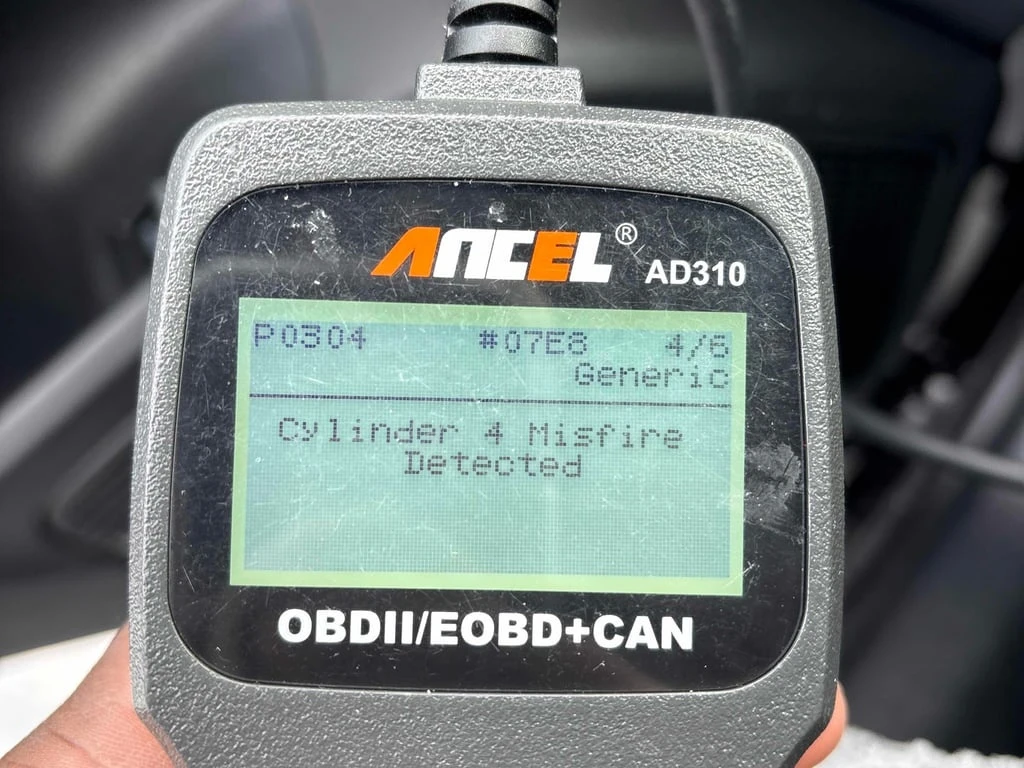 ANCEL®
AD310
P0304 #07E8 4/6
Generic
Cylinder 4 Misfire
Detected
OBDII/EOBD+CAN